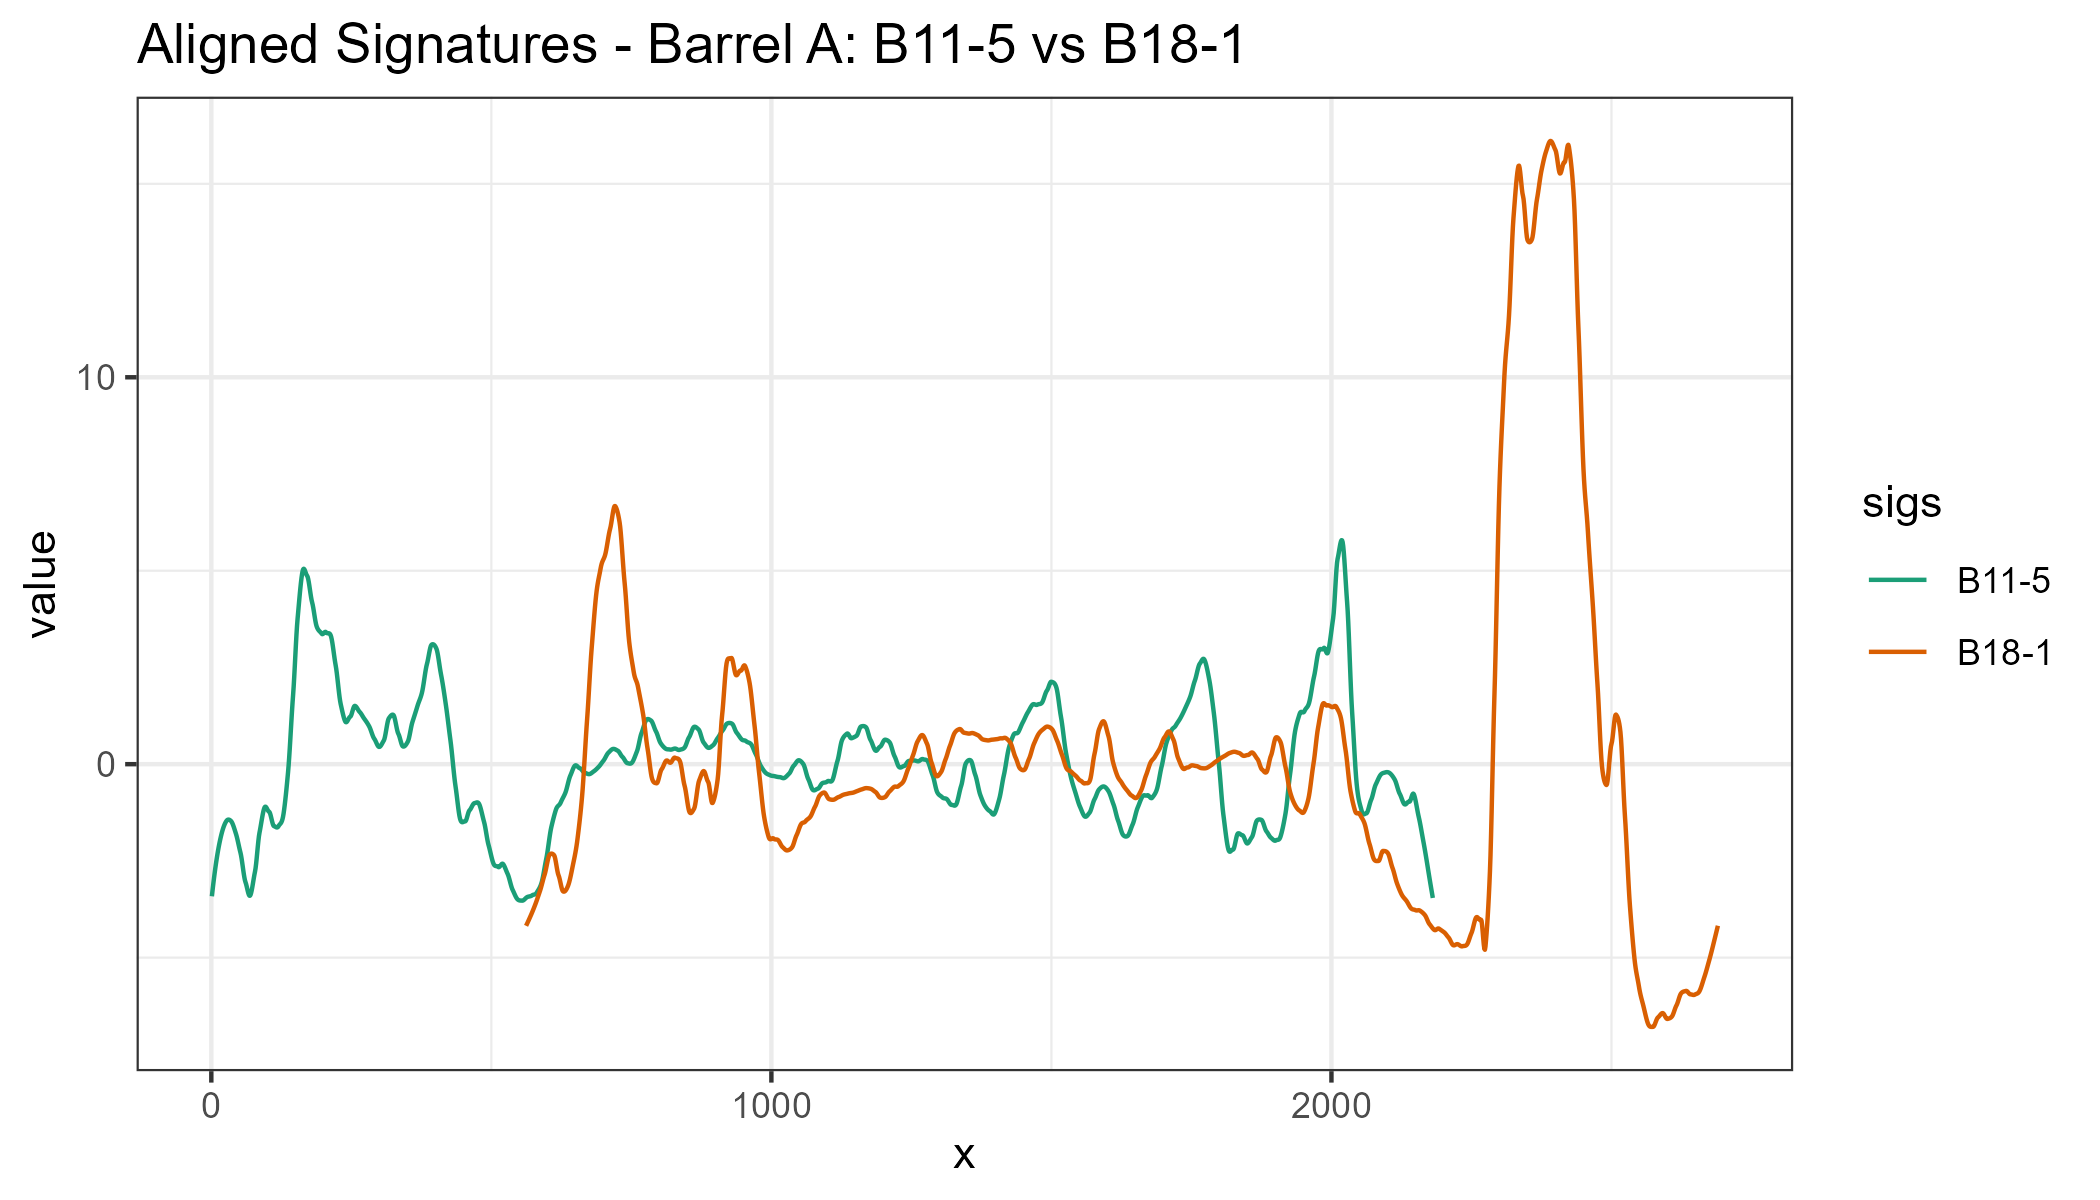 Aligned Signatures - Barrel A: B11-5 vs B18-1
10
0
value
0
1000
2000
x
sigs
B11-5
B18-1